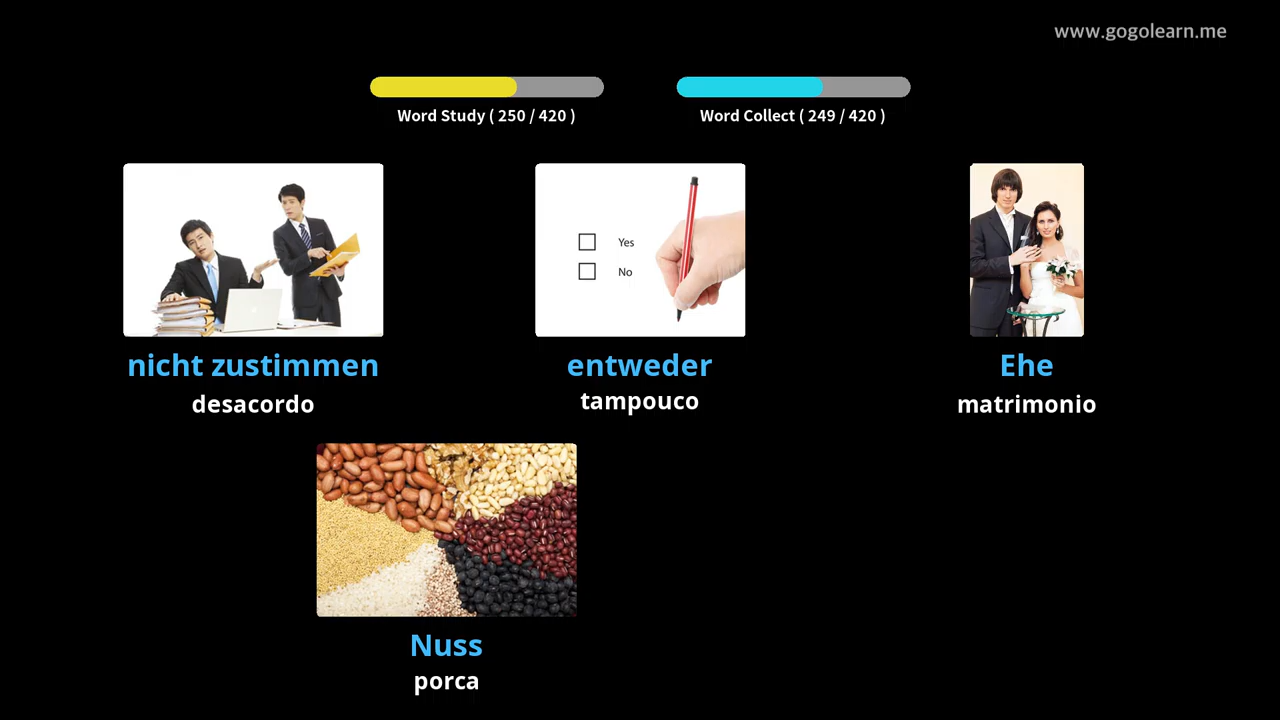 www.gogolearn.me
Word Study ( 250 / 420 )
Word Collect ( 249 / 420 )
Yes
No
nicht zustimmen
desacordo
entweder
tampouco
Ehe
matrimonio
Nuss
porca